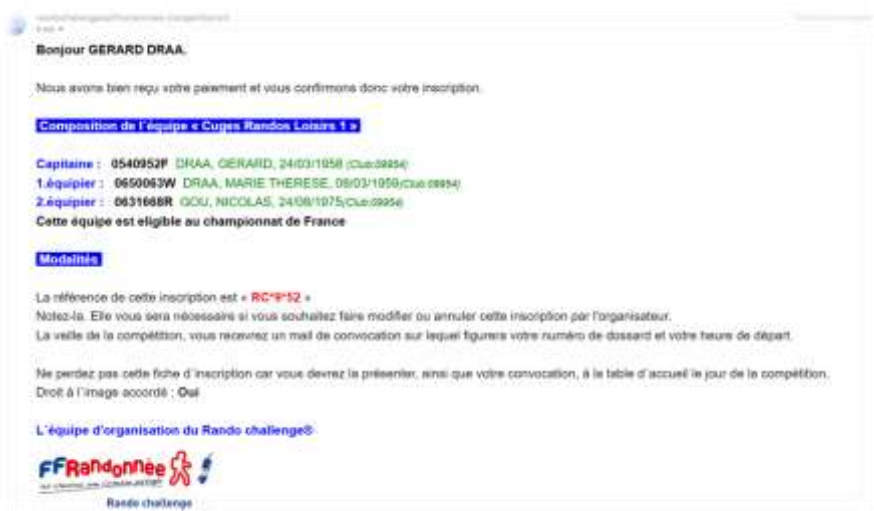 Bonjour GERARD DRAA,
Nous avons bien reçu votre paiement et vous confirmons donc votre inscription.
Composition de l'équipe « Cuges Randos Loisirs 1 »
Capitaine : 0540952F DRAA, GERARD, 24/03/1958 (Club:09954)
1.équipier : 0650063W DRAA, MARIE THERESE, 08/03/1959(Club:09954)
2.équipier : 0631668R GOU, NICOLAS, 24/08/1975(Club:09954)
Cette équipe est eligible au championnat de France
Modalités
La référence de cette inscription est « RC*9*52 »
Notez-la. Elle vous sera nécessaire si vous souhaitez faire modifier ou annuler cette inscription par l'organisateur.
La veille de la compétition, vous recevrez un mail de convocation sur lequel figurera votre numéro de dossard et votre heure de départ.
Ne perdez pas cette fiche d'inscription car vous devrez la présenter, ainsi que votre convocation, à la table d'accueil le jour de la compétition.
Droit à l'image accordé : Oui
L'équipe d'organisation du Rando challenge®
FFRandonnée
Rando challenge